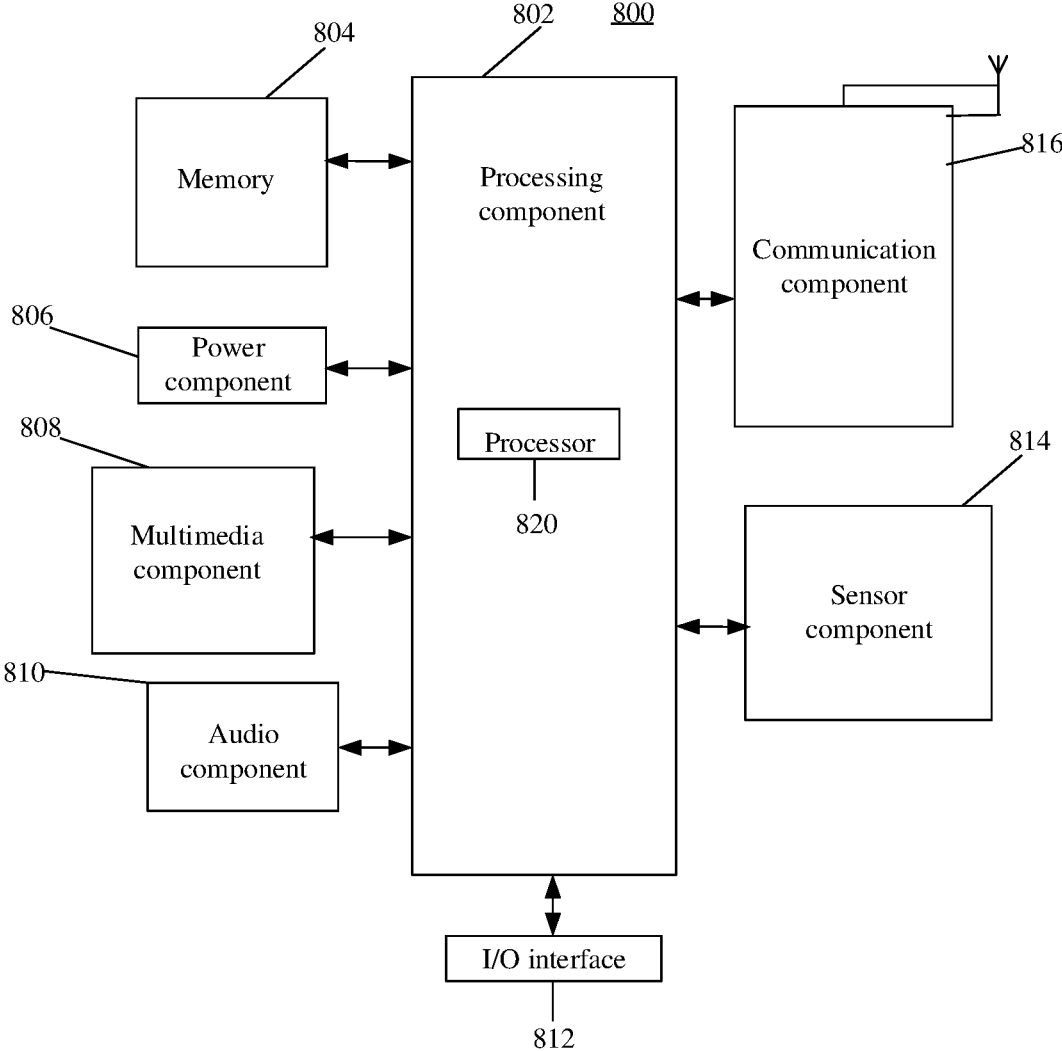 802
800
804
Memory
Processing
component
816
Communication
component
806
Power
component
808
Processor
820
814
Multimedia
component
Sensor
component
810
Audio
component
I/O interface
812